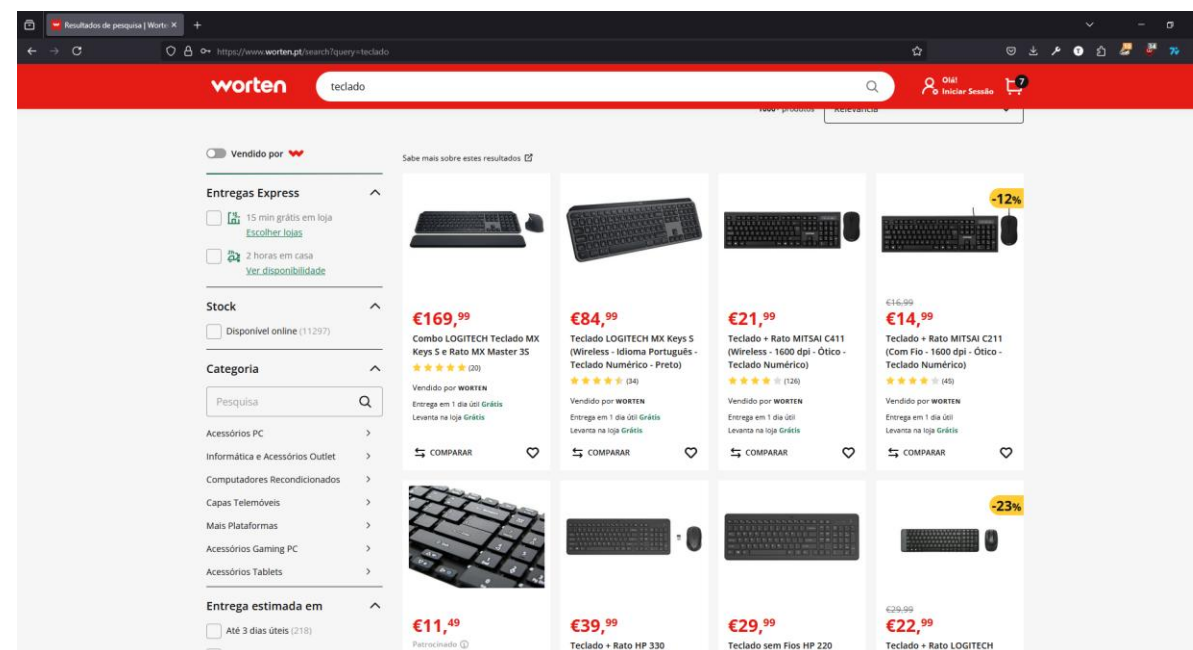 Resultados de pesquisa | Worte
https://www.worten.pt/search?query=teclado
worten
teclado
Olá!
Iniciar Sessão
7
produtos
Relevância
Vendido por
Sabe mais sobre estes resultados
Entregas Express
15 min grátis em loja
Escolher lojas
2 horas em casa
Ver disponibilidade
Stock
Disponível online (11297)
Categoria
Pesquisa
Acessórios PC
Informática e Acessórios Outlet
Computadores Recondicionados
Capas Telemóveis
Mais Plataformas
Acessórios Gaming PC
Acessórios Tablets
Entrega estimada em
Até 3 dias úteis (218)
€169,99
Combo LOGITECH Teclado MX
Keys S e Rato MX Master 3S
(20)
Vendido por WORTEN
Entrega em 1 dia útil Grátis
Levanta na loja Grátis
COMPARAR
€84,99
Teclado LOGITECH MX Keys S
(Wireless - Idioma Português -
Teclado Numérico - Preto)
(34)
Vendido por WORTEN
Entrega em 1 dia útil Grátis
Levanta na loja Grátis
COMPARAR
€21,99
Teclado + Rato MITSAI C411
(Wireless - 1600 dpi - Ótico -
Teclado Numérico)
(126)
Vendido por WORTEN
Entrega em 1 dia útil
Levanta na loja Grátis
COMPARAR
-12%
€16,99
€14,99
Teclado + Rato MITSAI C211
(Com Fio - 1600 dpi - Ótico -
Teclado Numérico)
(45)
Vendido por WORTEN
Entrega em 1 dia útil
Levanta na loja Grátis
COMPARAR
€11,49
Patrocinado
€39,99
Teclado + Rato HP 330
€29,99
Teclado sem Fios HP 220
-23%
€29,99
€22,99
Teclado + Rato LOGITECH